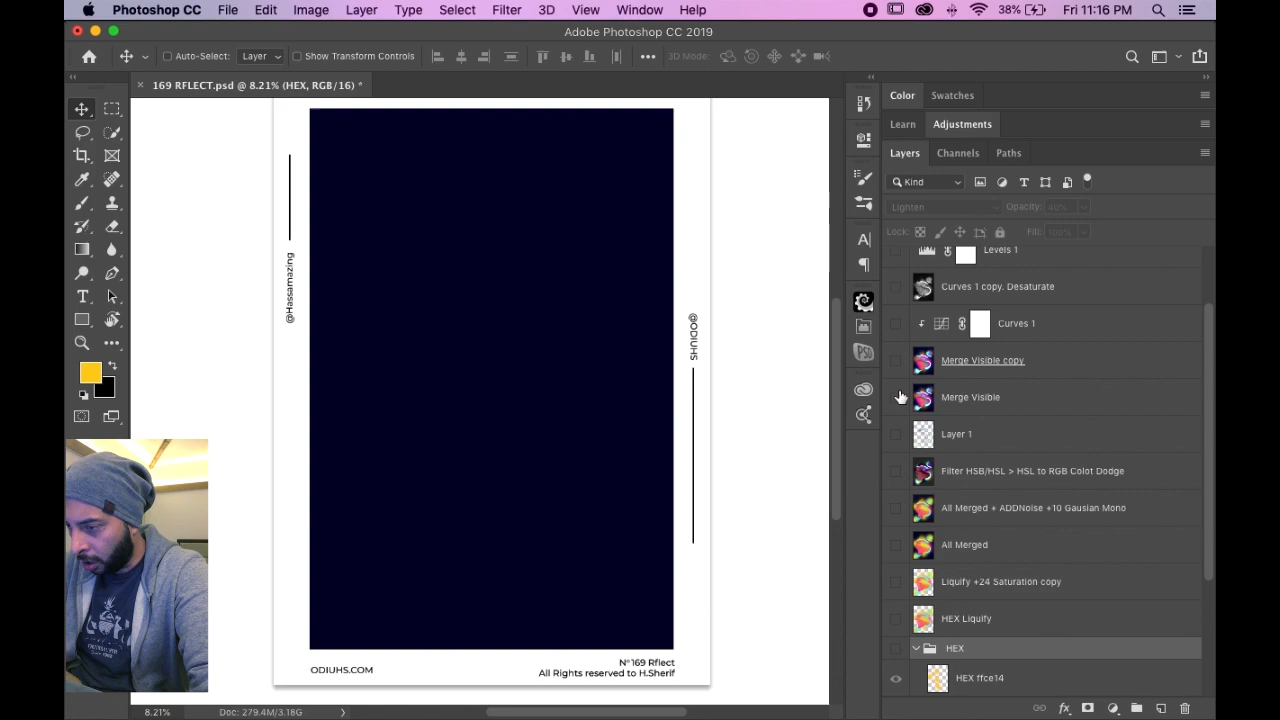 Photoshop CC File Edit Image Layer Type Select Filter 3D View Window Help 38% Fri 11:16 PM
Adobe Photoshop CC 2019
Auto-Select: Layer Show Transform Controls 3D Mode:
169 RFLECT.psd @ 8.21% (HEX, RGB/16) *
Color Swatches
Learn Adjustments
Layers Channels Paths
Kind
Lighten Opacity: 40%
Lock: Fill: 100%
Levels 1
Curves 1 copy. Desaturate
Curves 1
Merge Visible copy
Merge Visible
Layer 1
Filter HSB/HSL > HSL to RGB Colot Dodge
All Merged + ADDNoise +10 Gausian Mono
All Merged
Liquify +24 Saturation copy
HEX Liquify
HEX
HEX ffce14
@Hassamazing
@ODIUHS
ODIUHS.COM
N°169 Rflect
All Rights reserved to H.Sherif
8.21% Doc: 279.4M/3.18G